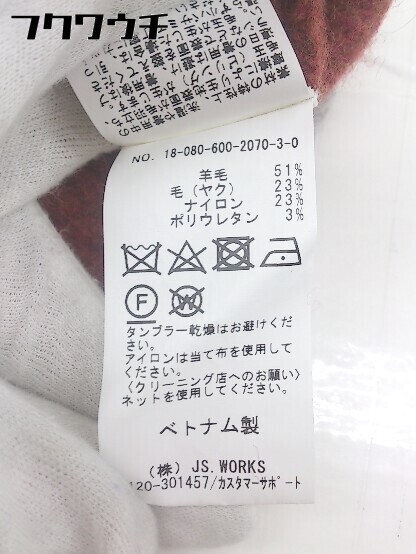 フクワウチ
NO. 18-080-600-2070-3-0
羊毛 51%
毛(ヤク) 23%
ナイロン 23%
ポリウレタン 3%
F
W
タンブラー乾燥はお避けくだ
さい。
アイロンは当て布を使用して
ください。
〈クリーニング店へのお願い〉
ネットを使用してください。
ベトナム製
(株) JS.WORKS
120-301457/カスタマーサポート